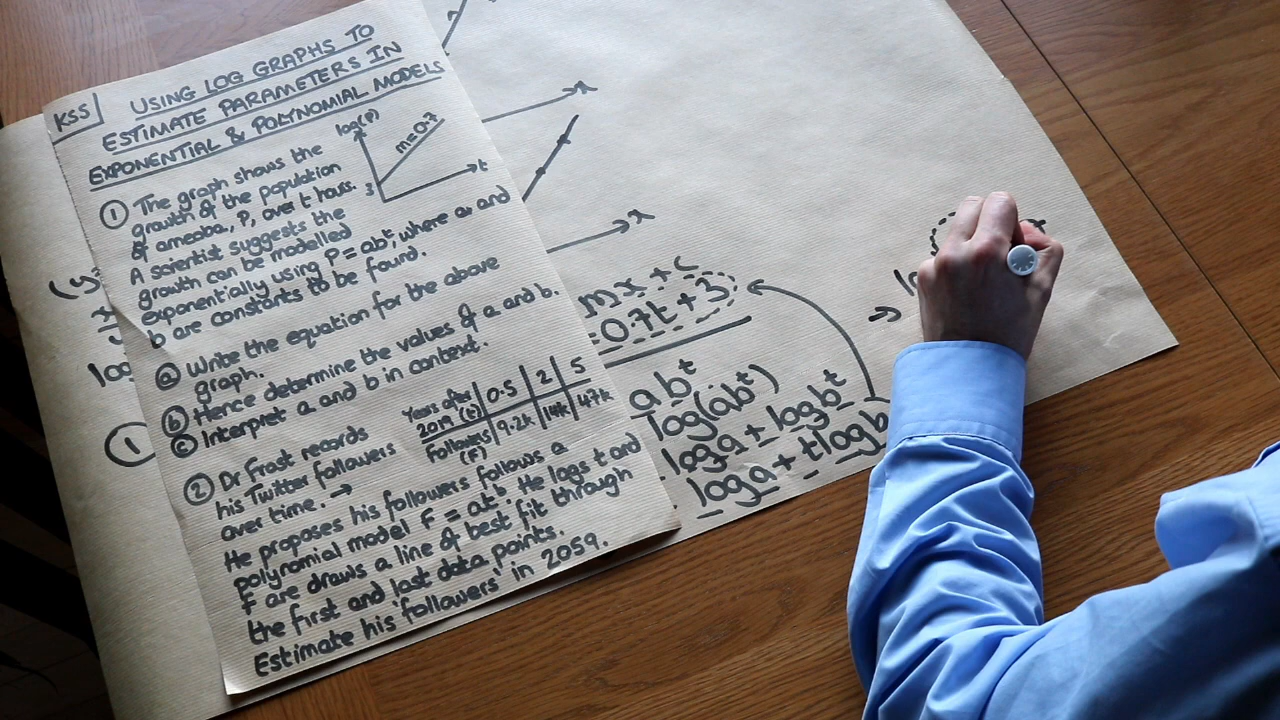 KS5
USING LOG GRAPHS TO
ESTIMATE PARAMETERS IN
EXPONENTIAL & POLYNOMIAL MODELS
① The graph shows the
growth of the population
of amoeba, P, over t hours.
A scientist suggests the
growth can be modelled
exponentially using P = abᵗ, where a and
b are constants to be found.
log(P)
m=0.7
3
t
ⓐ Write the equation for the above
graph.
ⓑ Hence determine the values of a and b.
ⓒ Interpret a and b in context.
② Dr Frost records
his Twitter followers
over time. →
Years after 2019 (t) | 0.5 | 2 | 5
Followers (F) | 9.2k | 14k | 47k
He proposes his followers follows a
polynomial model F = atᵇ. He logs t and
F are draws a line of best fit through
the first and last data points.
Estimate his 'followers' in 2059.
(y=
log
①
x
x
mx + c
=0.7t + 3
abᵗ
log(abᵗ)
log a + log bᵗ
log a + t log b
→ lo